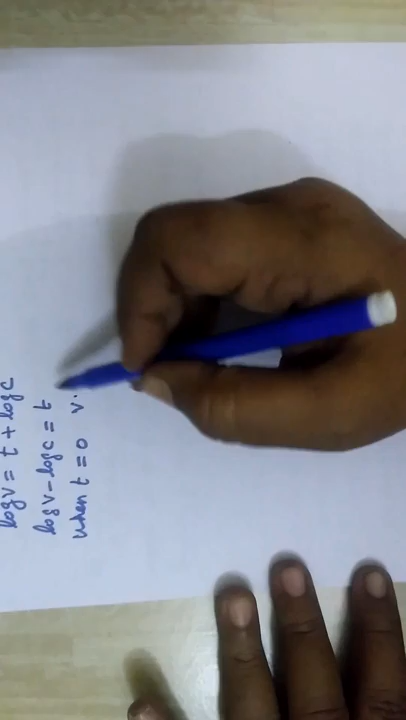 log v = t + log c
log v - log c = t
when t = 0 v